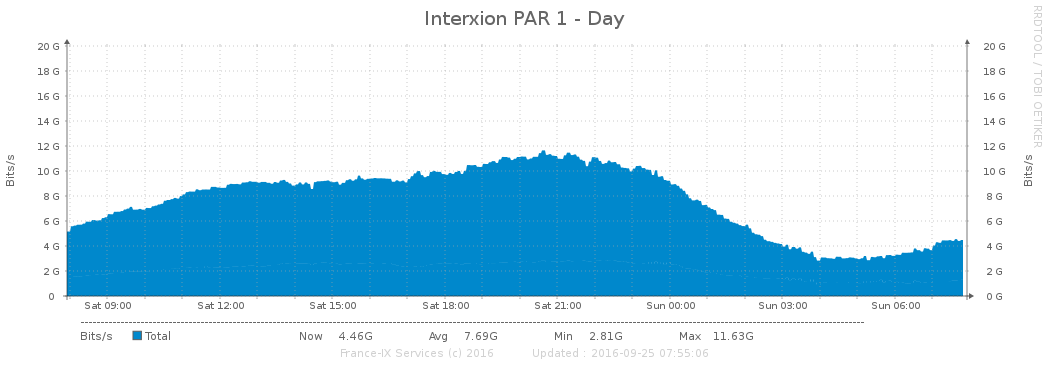 Interxion PAR 1 - Day
RRDTOOL / TOBI OETIKER
Bits/s
20 G 20 G
18 G 18 G
16 G 16 G
14 G 14 G
12 G 12 G
10 G 10 G
8 G 8 G
6 G 6 G
4 G 4 G
2 G 2 G
0 0 G
Bits/s
Sat 09:00 Sat 12:00 Sat 15:00 Sat 18:00 Sat 21:00 Sun 00:00 Sun 03:00 Sun 06:00
Bits/s Total Now 4.46G Avg 7.69G Min 2.81G Max 11.63G
France-IX Services (c) 2016 Updated : 2016-09-25 07:55:06